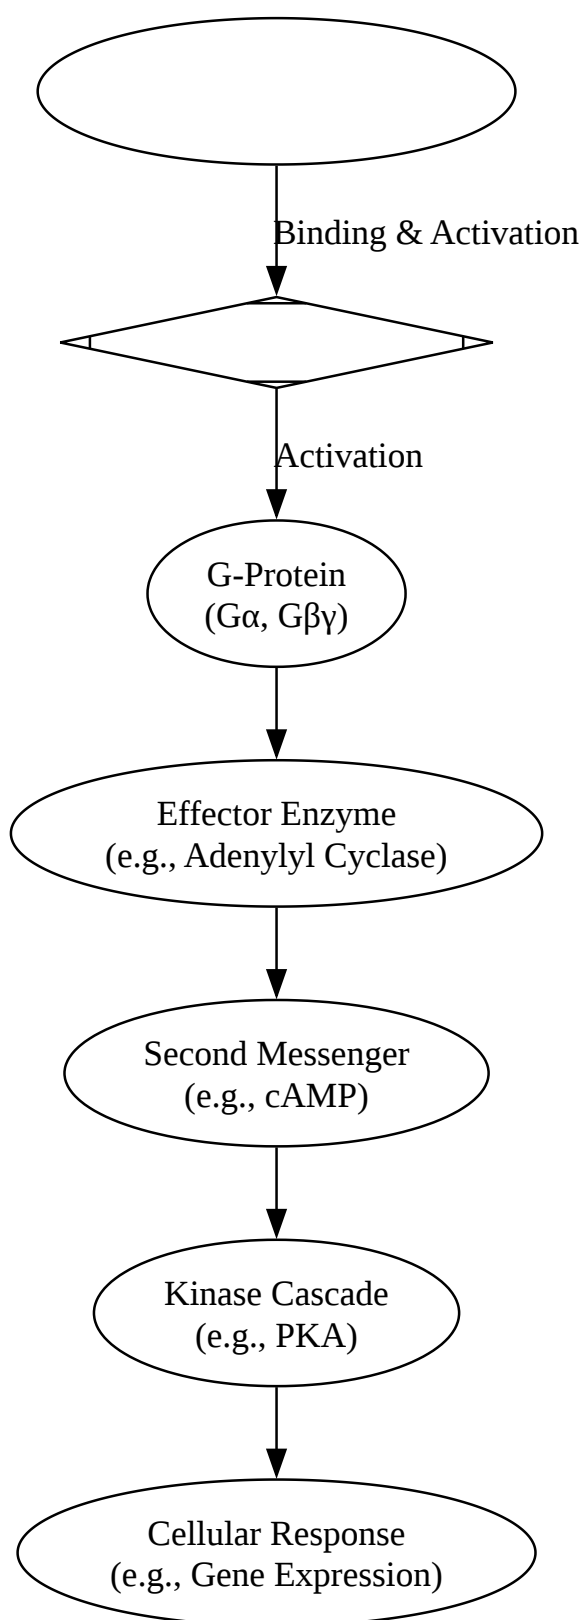 Binding & Activation
Activation
G-Protein
(Gα, Gβγ)
Effector Enzyme
(e.g., Adenylyl Cyclase)
Second Messenger
(e.g., cAMP)
Kinase Cascade
(e.g., PKA)
Cellular Response
(e.g., Gene Expression)